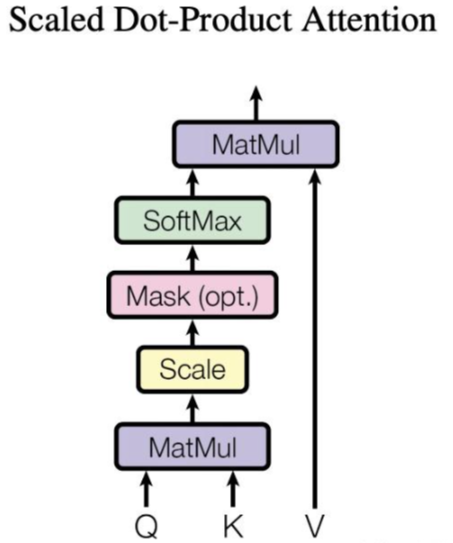 Scaled Dot-Product Attention
MatMul
SoftMax
Mask (opt.)
Scale
MatMul
Q K V